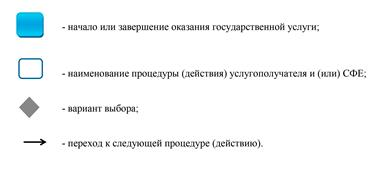 - начало или завершение оказания государственной услуги;
- наименование процедуры (действия) услугополучателя и (или) СФЕ;
- вариант выбора;
- переход к следующей процедуре (действию).